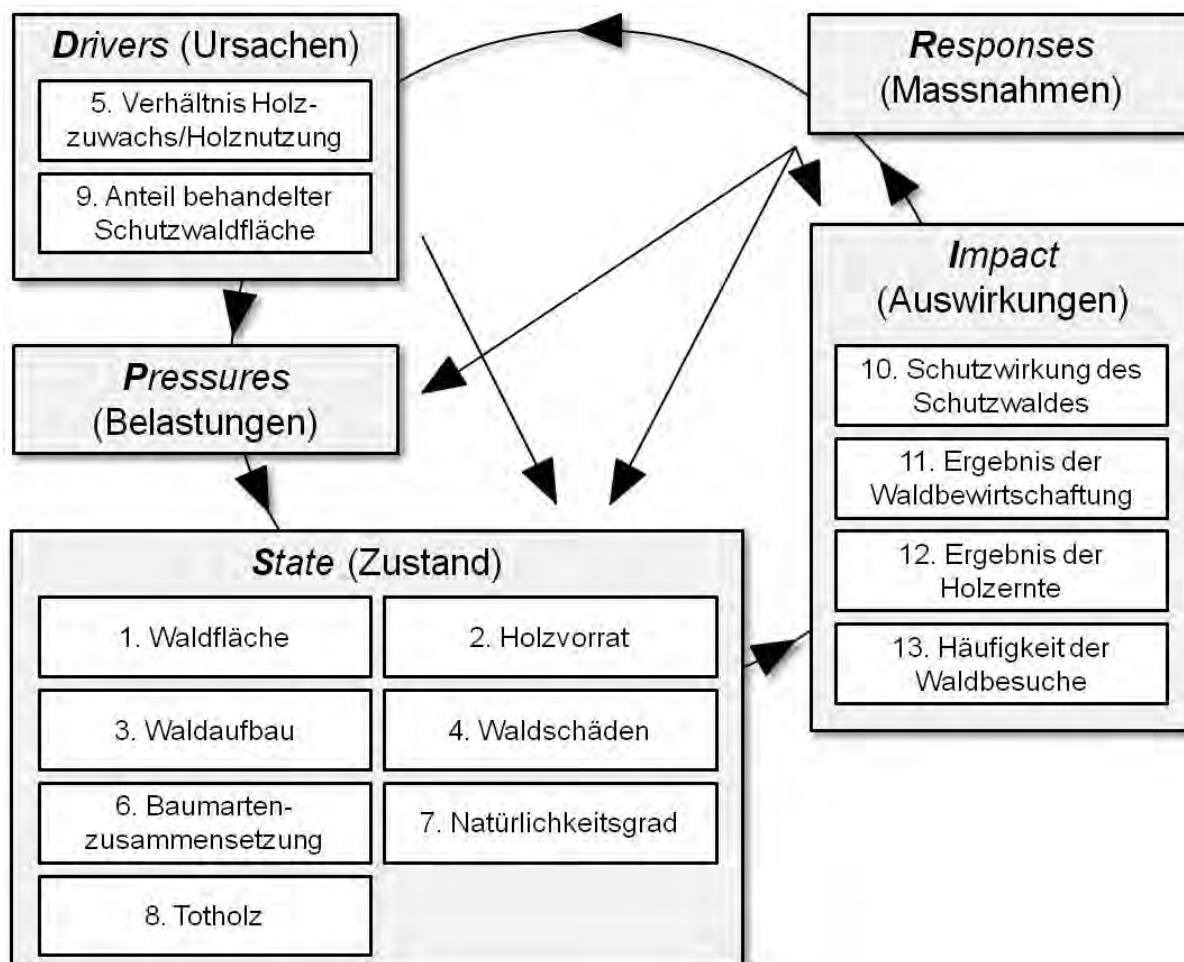 Drivers (Ursachen)
5. Verhältnis Holz-
zuwachs/Holznutzung
9. Anteil behandelter
Schutzwaldfläche
Pressures
(Belastungen)
State (Zustand)
1. Waldfläche
2. Holzvorrat
3. Waldaufbau
4. Waldschäden
6. Baumarten-
zusammensetzung
7. Natürlichkeitsgrad
8. Totholz
Responses
(Massnahmen)
Impact
(Auswirkungen)
10. Schutzwirkung des
Schutzwaldes
11. Ergebnis der
Waldbewirtschaftung
12. Ergebnis der
Holzernte
13. Häufigkeit der
Waldbesuche